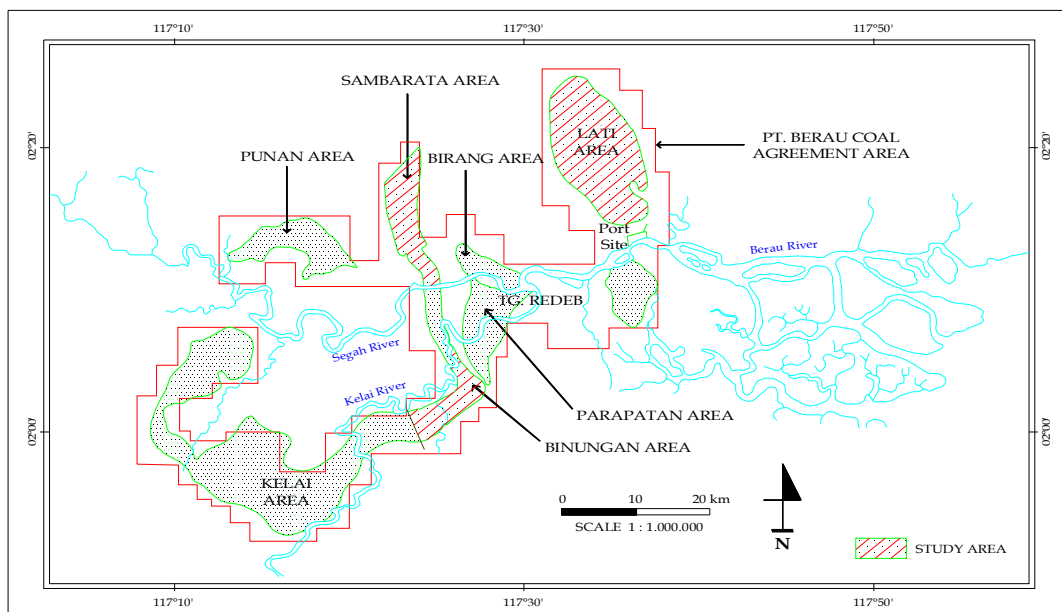 117°10'
117°30'
117°50'
SAMBARATA AREA
LATI
AREA
PT. BERAU COAL
AGREEMENT AREA
02°20'
02°20'
PUNAN AREA
BIRANG AREA
Port
Site
Berau River
TG. REDEB
Segah River
Kelai River
PARAPATAN AREA
BINUNGAN AREA
02°00'
02°00'
KELAI
AREA
0 10 20 km
SCALE 1 : 1.000.000
N
STUDY AREA
117°10'
117°30'
117°50'